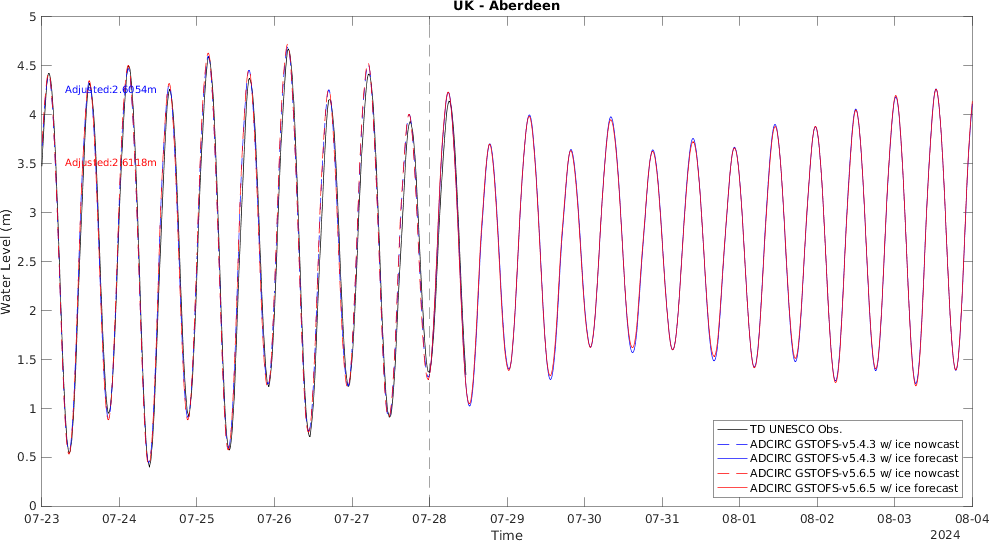 UK - Aberdeen
5
4.5
4
3.5
3
2.5
2
1.5
1
0.5
0
Water Level (m)
Adjusted:2.6054m
Adjusted:2.6118m
TD UNESCO Obs.
ADCIRC GSTOFS-v5.4.3 w/ ice nowcast
ADCIRC GSTOFS-v5.4.3 w/ ice forecast
ADCIRC GSTOFS-v5.6.5 w/ ice nowcast
ADCIRC GSTOFS-v5.6.5 w/ ice forecast
07-23 07-24 07-25 07-26 07-27 07-28 07-29 07-30 07-31 08-01 08-02 08-03 08-04
Time
2024